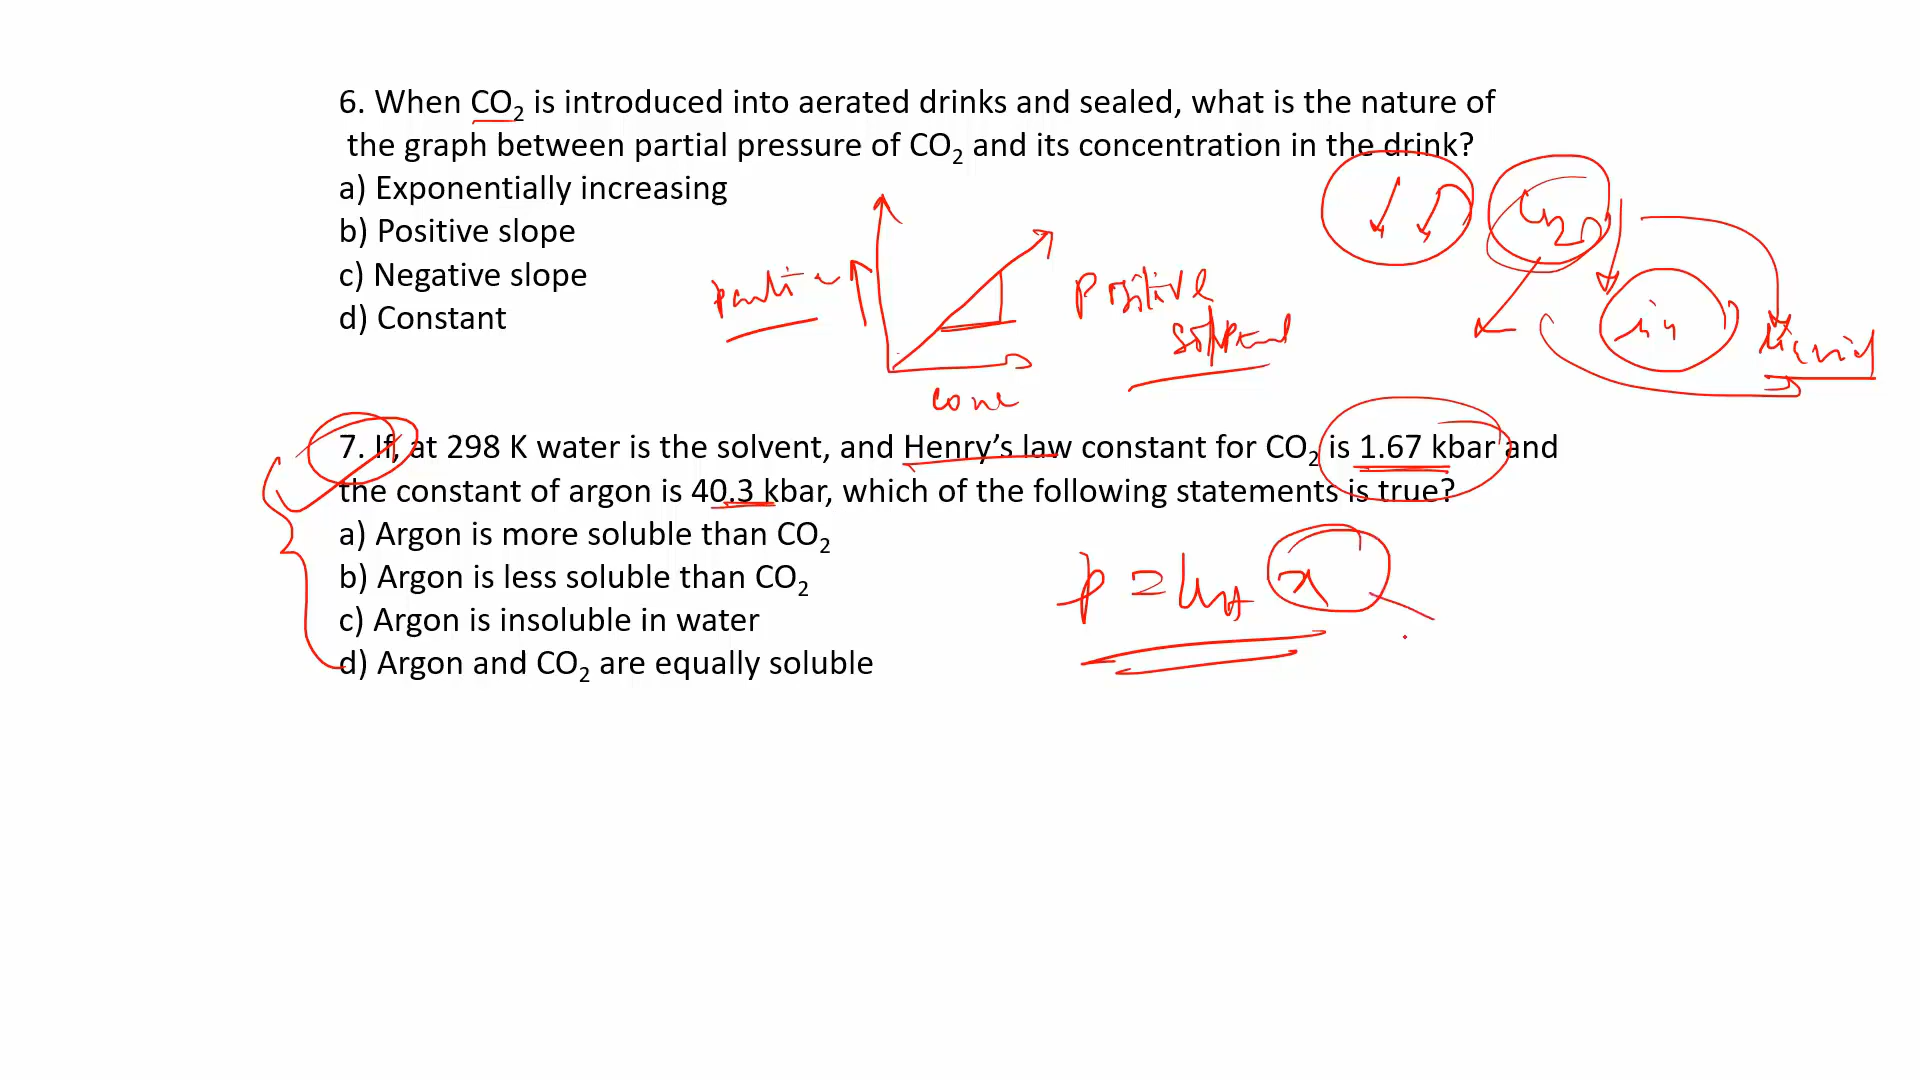 6. When CO₂ is introduced into aerated drinks and sealed, what is the nature of
the graph between partial pressure of CO₂ and its concentration in the drink?
a) Exponentially increasing
b) Positive slope
c) Negative slope
d) Constant
Positive
liquid
conc
7. If, at 298 K water is the solvent, and Henry’s law constant for CO₂ is 1.67 kbar and
the constant of argon is 40.3 kbar, which of the following statements is true?
a) Argon is more soluble than CO₂
b) Argon is less soluble than CO₂
c) Argon is insoluble in water
d) Argon and CO₂ are equally soluble
p = KH x